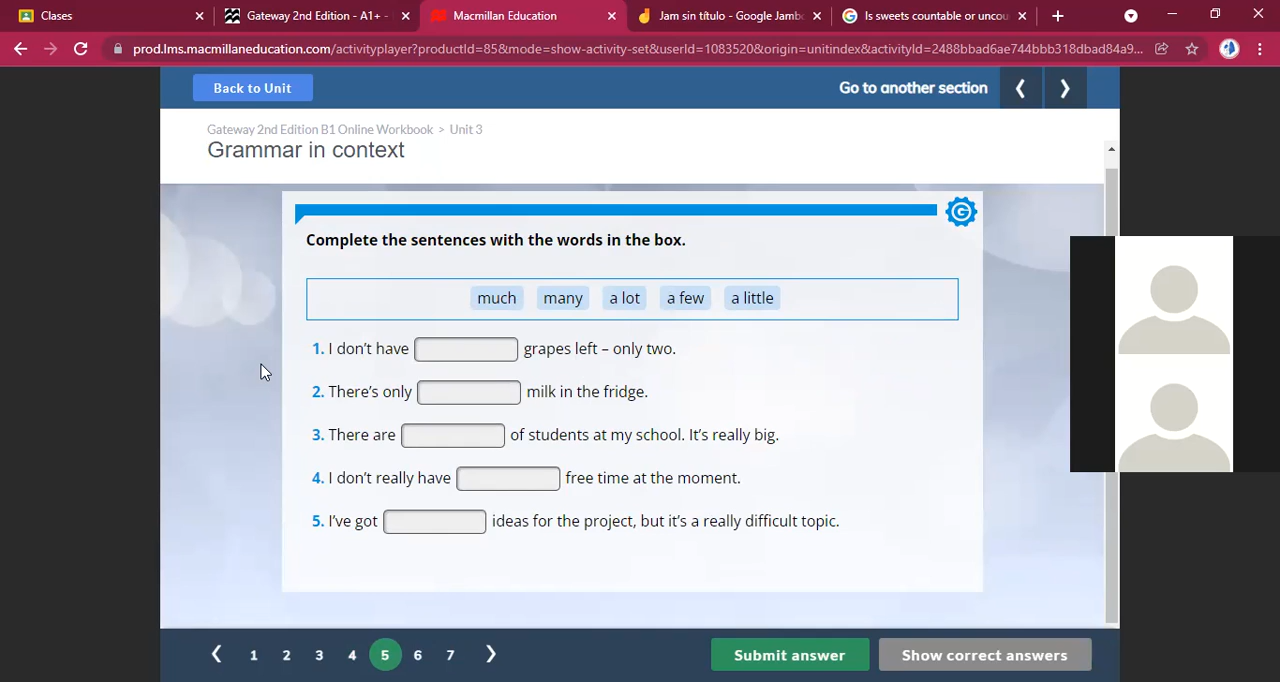 Clases
Gateway 2nd Edition - A1+ -
Macmillan Education
Jam sin título - Google Jamb
Is sweets countable or uncou
prod.lms.macmillaneducation.com/activityplayer?productId=85&mode=show-activity-set&userId=1083520&origin=unitindex&activityId=2488bbad6ae744bbb318dbad84a9...
Back to Unit
Go to another section
Gateway 2nd Edition B1 Online Workbook > Unit 3
Grammar in context
G
Complete the sentences with the words in the box.
much many a lot a few a little
1. I don't have grapes left – only two.
2. There's only milk in the fridge.
3. There are of students at my school. It's really big.
4. I don't really have free time at the moment.
5. I've got ideas for the project, but it's a really difficult topic.
1 2 3 4 5 6 7
Submit answer
Show correct answers